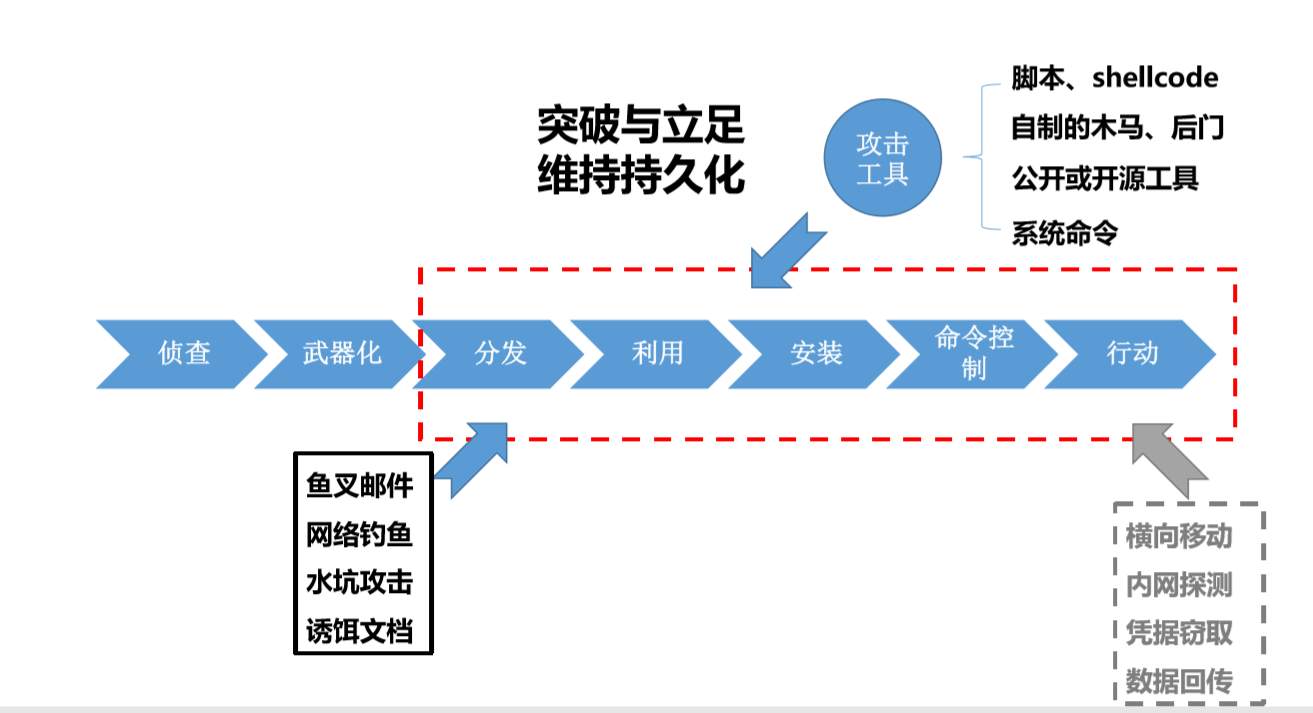 脚本、shellcode
突破与立足
维持持久化
攻击
工具
自制的木马、后门
公开或开源工具
系统命令
侦查
武器化
分发
利用
安装
命令控
制
行动
鱼叉邮件
网络钓鱼
水坑攻击
诱饵文档
横向移动
内网探测
凭据窃取
数据回传